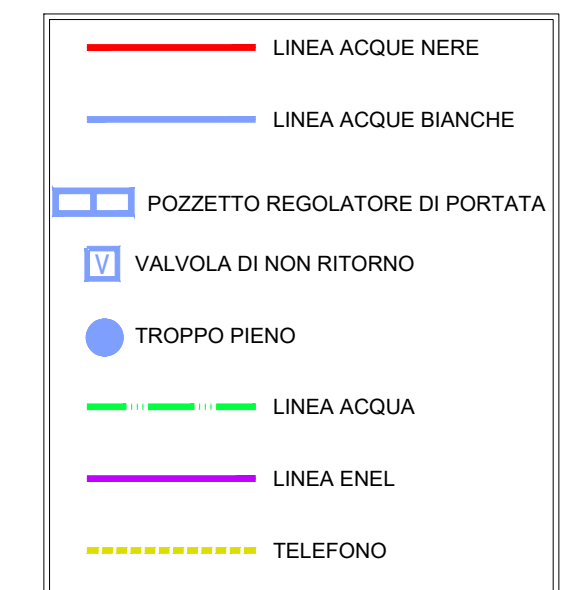 LINEA ACQUE NERE
LINEA ACQUE BIANCHE
POZZETTO REGOLATORE DI PORTATA
V VALVOLA DI NON RITORNO
TROPPO PIENO
LINEA ACQUA
LINEA ENEL
TELEFONO